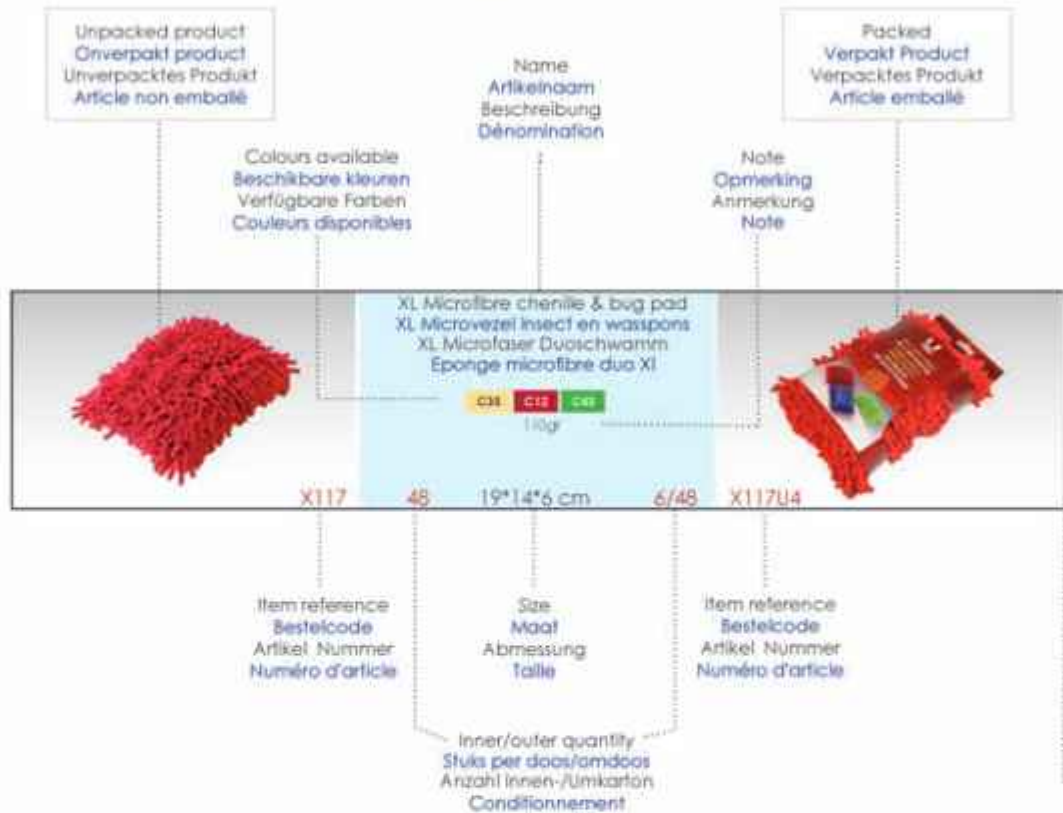 Unpacked product
Onverpakt product
Unverpacktes Produkt
Article non emballé
Packed
Verpakt Product
Verpacktes Produkt
Article emballé
Name
Artikelnaam
Beschreibung
Dénomination
Colours available
Beschikbare kleuren
Verfügbare Farben
Couleurs disponibles
Note
Opmerking
Anmerkung
Note
XL Microfibre chenille & bug pad
XL Microvezel insect en wasspons
XL Microfaser Duoschwamm
Eponge microfibre duo Xl
C35 C12 C45
110gr
X117 48 19*14*6 cm 6/48 X117U4
Item reference
Bestelcode
Artikel Nummer
Numéro d'article
Size
Maat
Abmessung
Taille
Item reference
Bestelcode
Artikel Nummer
Numéro d'article
Inner/outer quantity
Stuks per doos/omdoos
Anzahl Innen-/Umkarton
Conditionnement